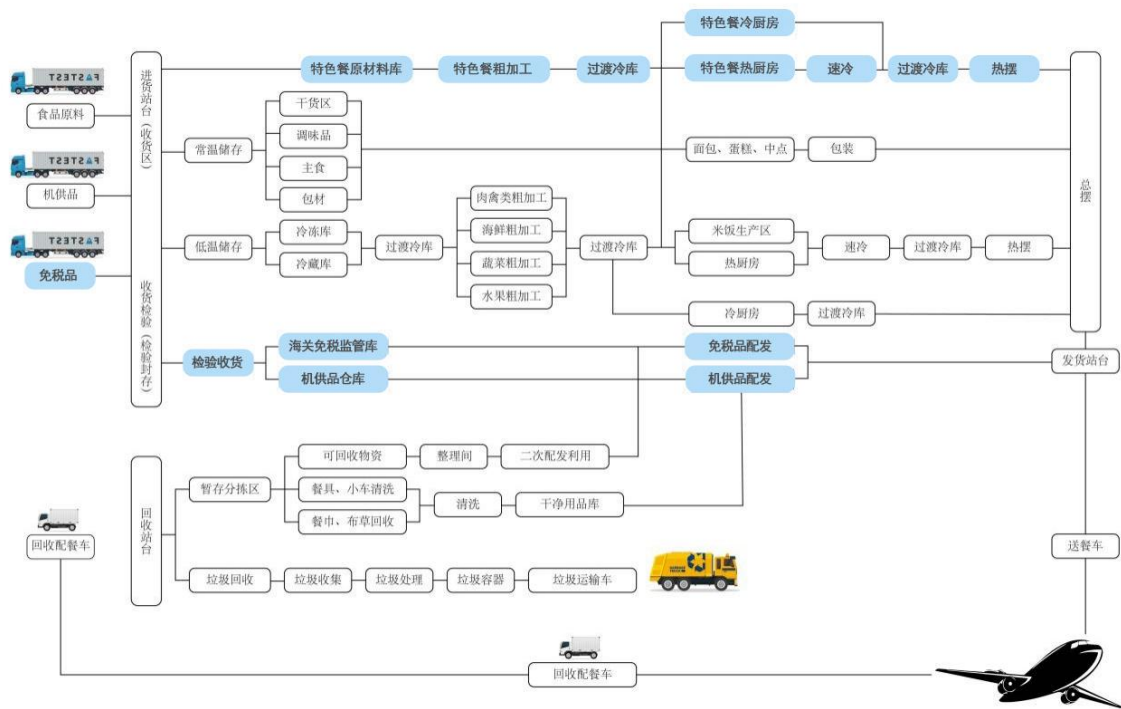 特色餐冷厨房
FASTEST
进货站台（收货区）
特色餐原材料库
特色餐粗加工
过渡冷库
特色餐热厨房
速冷
过渡冷库
热摆
食品原料
干货区
调味品
常温储存
主食
包材
面包、蛋糕、中点
包装
FASTEST
机供品
总摆
肉禽类粗加工
海鲜粗加工
蔬菜粗加工
水果粗加工
冷冻库
冷藏库
低温储存
过渡冷库
过渡冷库
米饭生产区
热厨房
速冷
过渡冷库
热摆
FASTEST
免税品
收货检验（检验封存）
冷厨房
过渡冷库
检验收货
海关免税监管库
机供品仓库
免税品配发
机供品配发
发货站台
回收站台
暂存分拣区
可回收物资
整理间
二次配发利用
餐具、小车清洗
餐巾、布草回收
清洗
干净用品库
回收配餐车
送餐车
垃圾回收
垃圾收集
垃圾处理
垃圾容器
垃圾运输车
回收配餐车